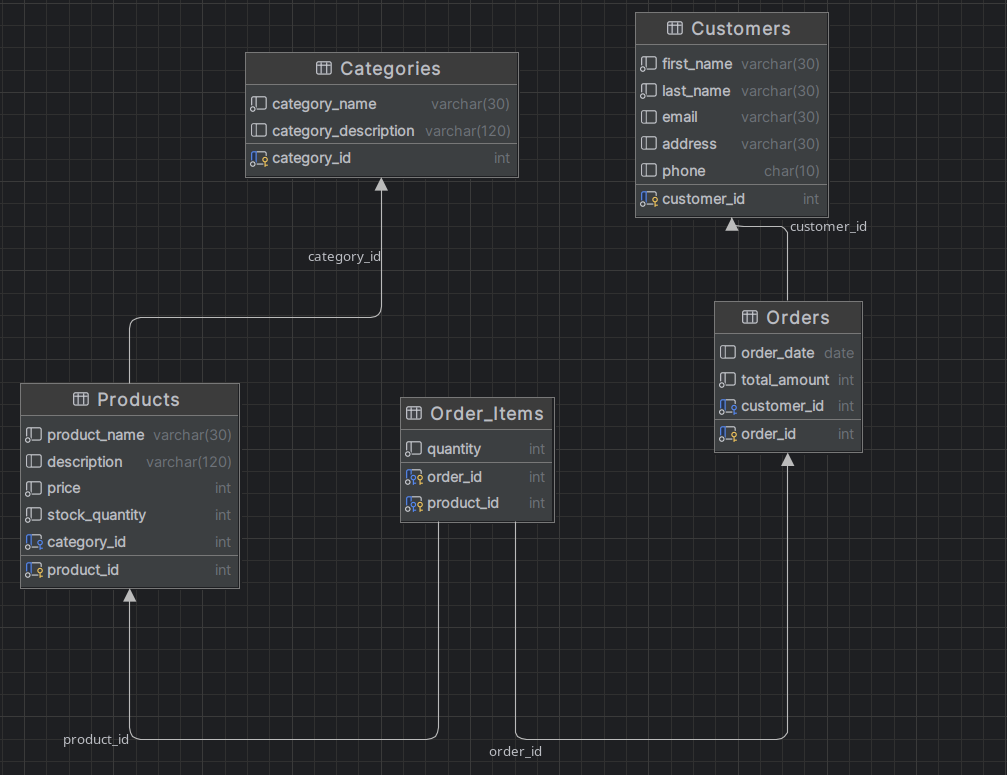 Customers
first_name varchar(30)
last_name varchar(30)
email varchar(30)
address varchar(30)
phone char(10)
customer_id int
Categories
category_name varchar(30)
category_description varchar(120)
category_id int
customer_id
category_id
Orders
order_date date
total_amount int
customer_id int
order_id int
Products
product_name varchar(30)
description varchar(120)
price int
stock_quantity int
category_id int
product_id int
Order_Items
quantity int
order_id int
product_id int
product_id
order_id